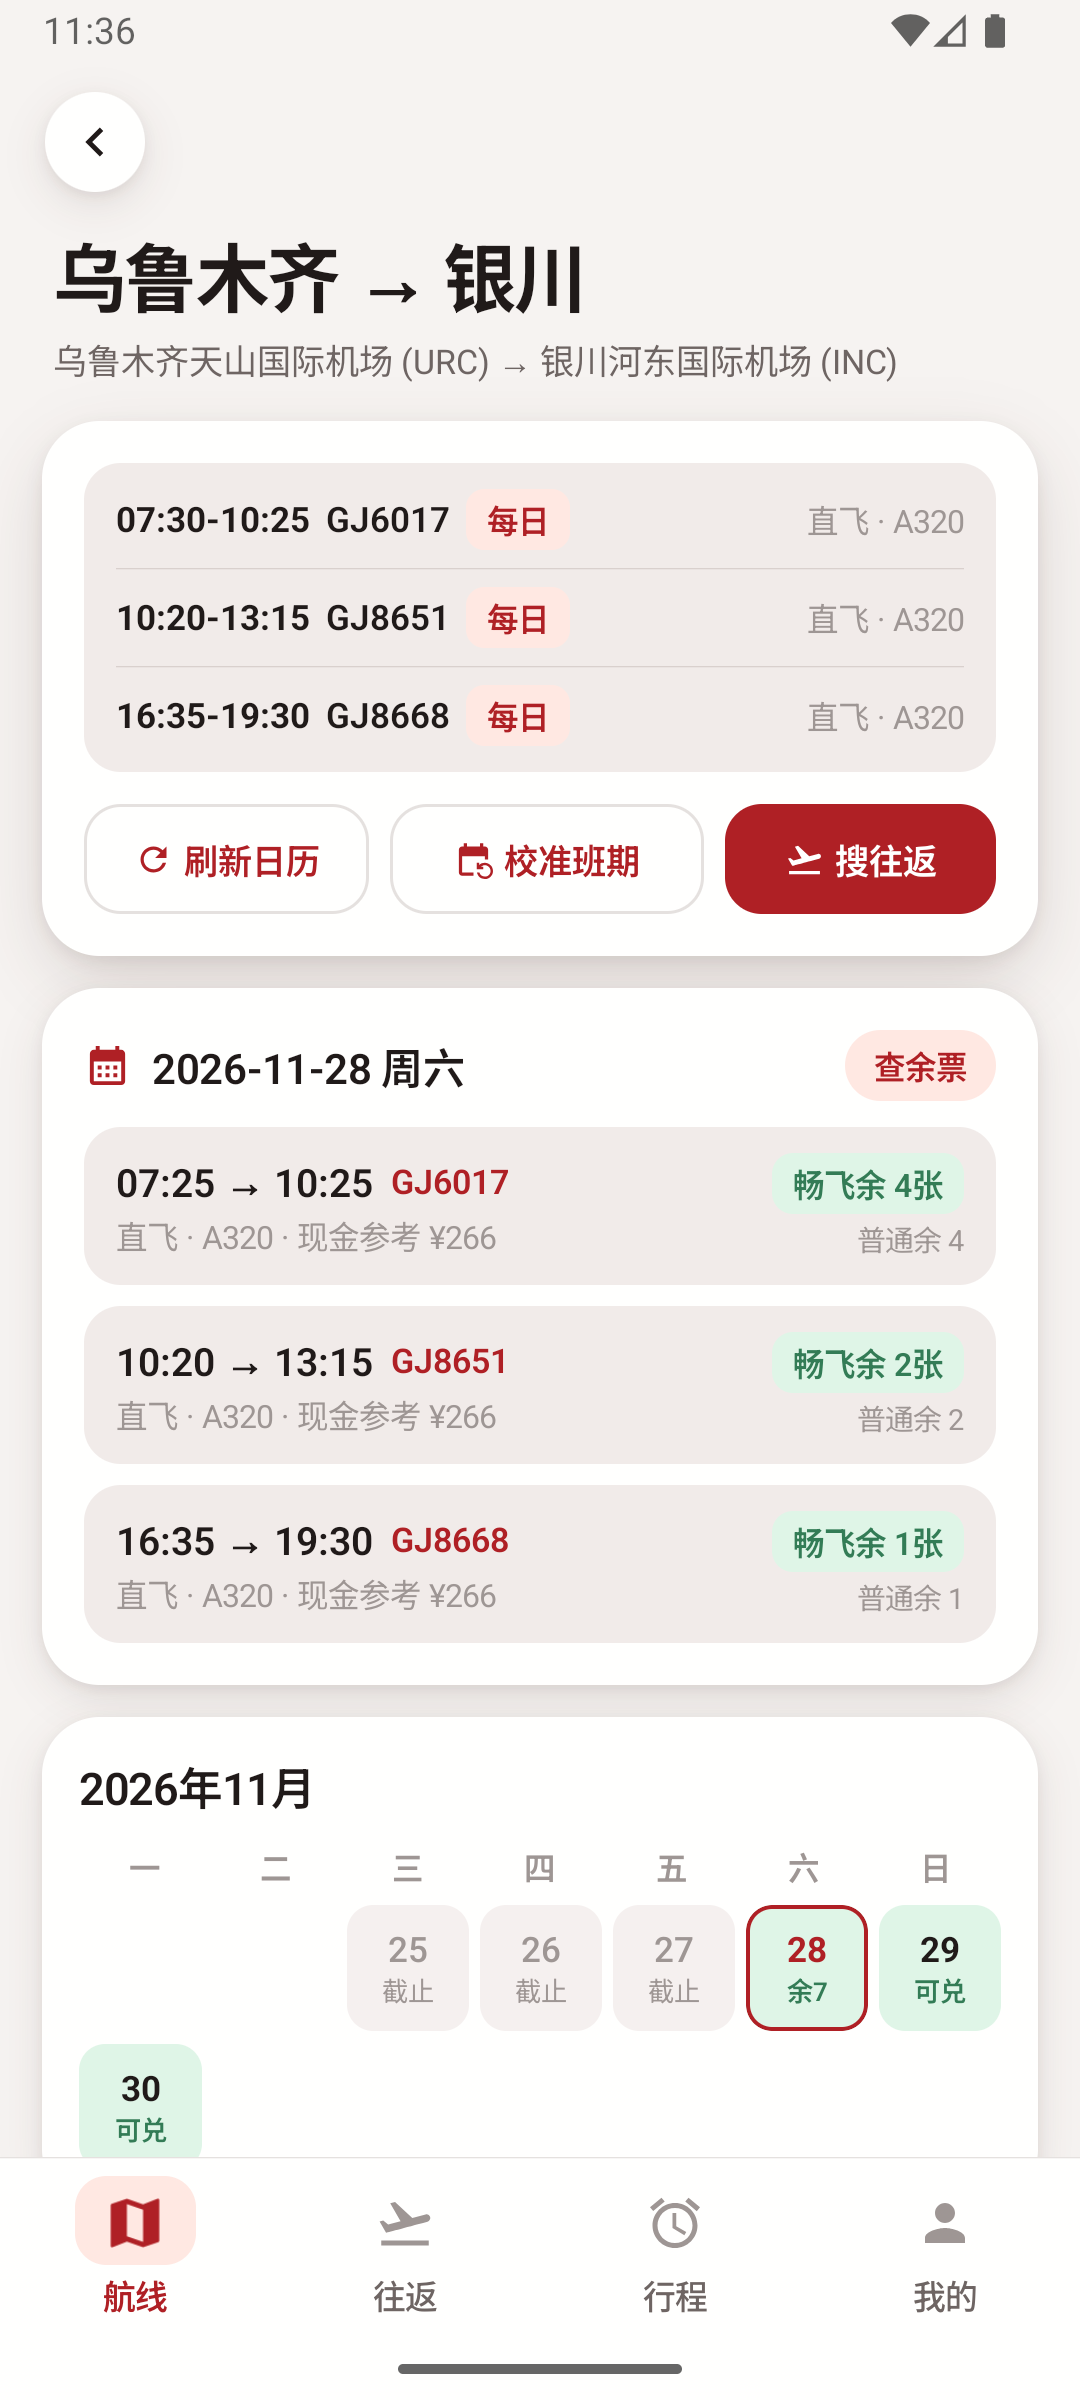 11:36
乌鲁木齐 → 银川
乌鲁木齐天山国际机场 (URC) → 银川河东国际机场 (INC)
07:30-10:25 GJ6017 每日 直飞 · A320
10:20-13:15 GJ8651 每日 直飞 · A320
16:35-19:30 GJ8668 每日 直飞 · A320
刷新日历 校准班期 搜往返
2026-11-28 周六 查余票
07:25 → 10:25 GJ6017 畅飞余 4张
直飞 · A320 · 现金参考 ¥266 普通余 4
10:20 → 13:15 GJ8651 畅飞余 2张
直飞 · A320 · 现金参考 ¥266 普通余 2
16:35 → 19:30 GJ8668 畅飞余 1张
直飞 · A320 · 现金参考 ¥266 普通余 1
2026年11月
一 二 三 四 五 六 日
25 26 27 28 29
截止 截止 截止 余7 可兑
30
可兑
航线 往返 行程 我的